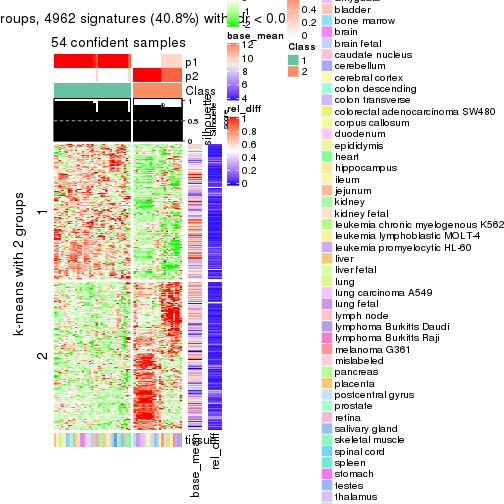 roups, 4962 signatures (40.8%) with
dr < 0.0
54 confident samples
p1
p2
Class
1
0.5
0
silhouette
k-means with 2 groups
1
2
tissue
base_mean
rel_diff
2
base_mean
12
10
8
6
4
rel_diff
1
0.8
0.6
0.4
0.2
0
0.4
0.2
0
Class
1
2
bladder
bone marrow
brain
brain fetal
caudate nucleus
cerebellum
cerebral cortex
colon descending
colon transverse
colorectal adenocarcinoma SW480
corpus callosum
duodenum
epididymis
heart
hippocampus
ileum
jejunum
kidney
kidney fetal
leukemia chronic myelogenous K562
leukemia lymphoblastic MOLT-4
leukemia promyelocytic HL-60
liver
liver fetal
lung
lung carcinoma A549
lung fetal
lymph node
lymphoma Burkitts Daudi
lymphoma Burkitts Raji
melanoma G361
mislabeled
pancreas
placenta
postcentral gyrus
prostate
retina
salivary gland
skeletal muscle
spinal cord
spleen
stomach
testes
thalamus